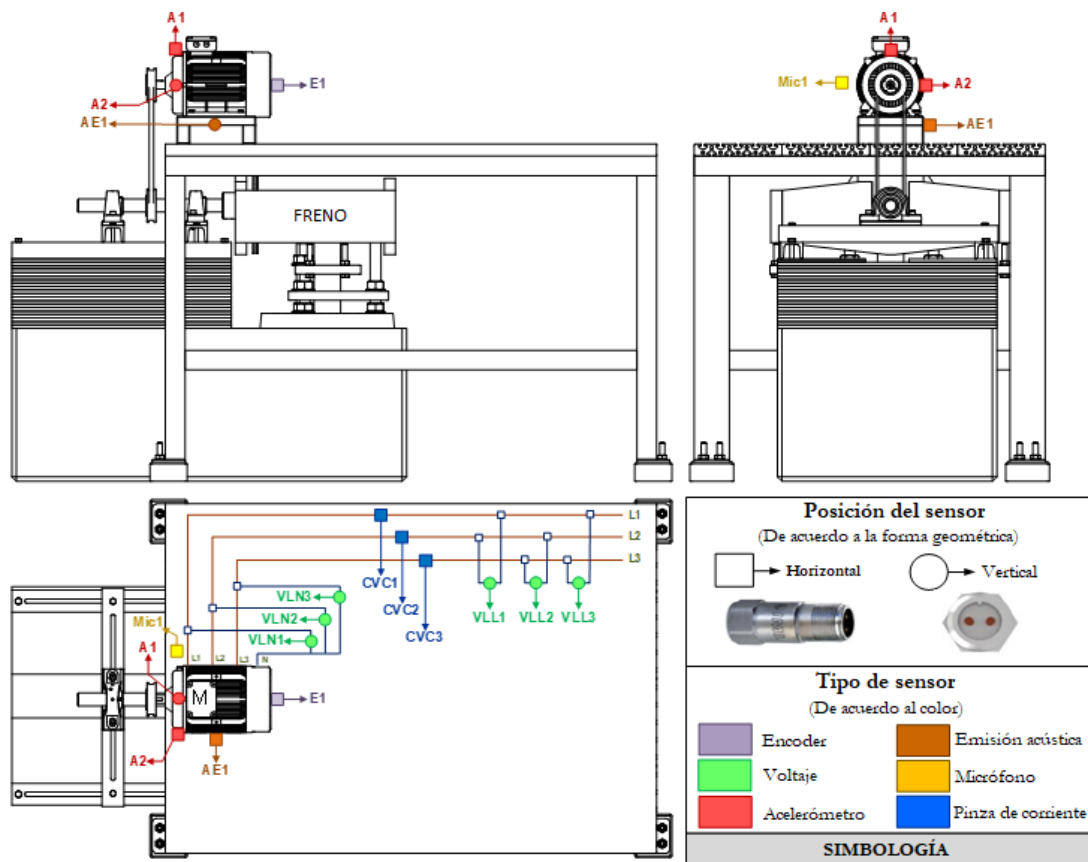 A1
E1
A2
AE1
FRENO
A1
Mic1
A2
AE1
L1
L2
L3
CVC1
CVC2
CVC3
VLL1
VLL2
VLL3
VLN3
VLN2
VLN1
Mic1
A1
L1
L2
L3
N
M
E1
A2
AE1
Posición del sensor
(De acuerdo a la forma geométrica)
Horizontal
Vertical
Tipo de sensor
(De acuerdo al color)
Encoder
Emisión acústica
Voltaje
Micrófono
Acelerómetro
Pinza de corriente
SIMBOLOGÍA